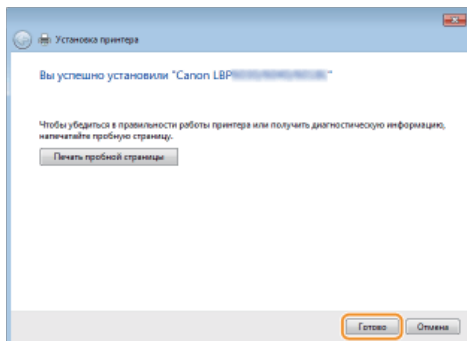 Установка принтера
Вы успешно установили "Canon LBP "
Чтобы убедиться в правильности работы принтера или получить диагностическую информацию,
напечатайте пробную страницу.
Печать пробной страницы
Готово Отмена